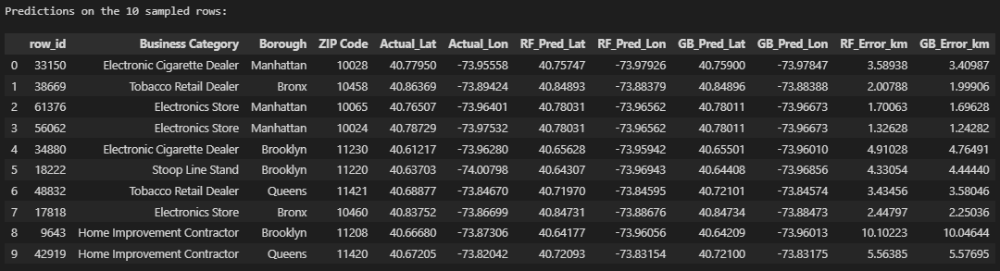 Predictions on the 10 sampled rows:
row_id Business Category Borough ZIP Code Actual_Lat Actual_Lon RF_Pred_Lat RF_Pred_Lon GB_Pred_Lat GB_Pred_Lon RF_Error_km GB_Error_km
0 33150 Electronic Cigarette Dealer Manhattan 10028 40.77950 -73.95558 40.75747 -73.97926 40.75900 -73.97847 3.58938 3.40987
1 38669 Tobacco Retail Dealer Bronx 10458 40.86369 -73.89424 40.84893 -73.88379 40.84896 -73.88388 2.00788 1.99906
2 61376 Electronics Store Manhattan 10065 40.76507 -73.96401 40.78031 -73.96562 40.78011 -73.96673 1.70063 1.69628
3 56062 Electronics Store Manhattan 10024 40.78729 -73.97532 40.78031 -73.96562 40.78011 -73.96673 1.32628 1.24282
4 34880 Electronic Cigarette Dealer Brooklyn 11230 40.61217 -73.96280 40.65628 -73.95942 40.65501 -73.96010 4.91028 4.76491
5 18222 Stoop Line Stand Brooklyn 11220 40.63703 -74.00798 40.64307 -73.96943 40.64408 -73.96856 4.33054 4.44440
6 48832 Tobacco Retail Dealer Queens 11421 40.68877 -73.84670 40.71970 -73.84595 40.72101 -73.84574 3.43456 3.58046
7 17818 Electronics Store Bronx 10460 40.83752 -73.86699 40.84731 -73.88676 40.84734 -73.88473 2.44797 2.25036
8 9643 Home Improvement Contractor Brooklyn 11208 40.66680 -73.87306 40.64177 -73.96056 40.64209 -73.96013 10.10223 10.04644
9 42919 Home Improvement Contractor Queens 11420 40.67205 -73.82042 40.72093 -73.83154 40.72100 -73.83175 5.56385 5.57695